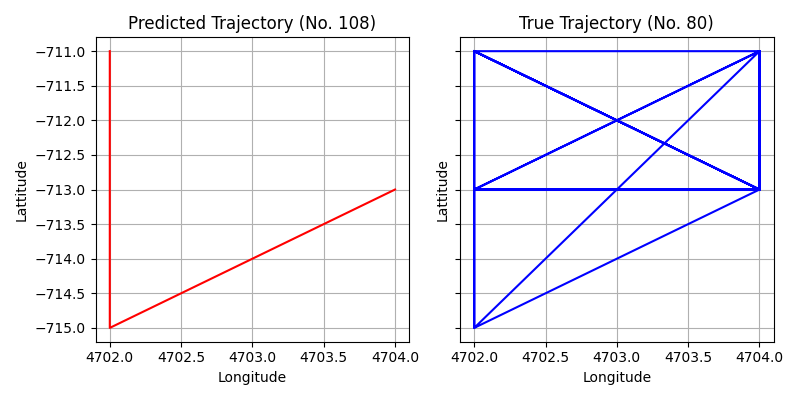 Predicted Trajectory (No. 108)
−711.0
−711.5
−712.0
−712.5
−713.0
−713.5
−714.0
−714.5
−715.0
Lattitude
4702.0 4702.5 4703.0 4703.5 4704.0
Longitude
True Trajectory (No. 80)
Lattitude
4702.0 4702.5 4703.0 4703.5 4704.0
Longitude